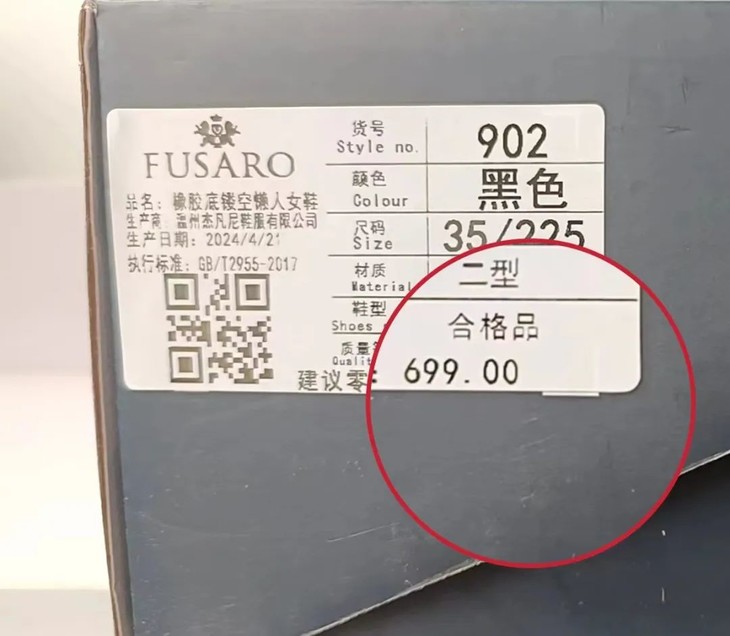 FUSARO
品名: 橡胶底镂空懒人女鞋
生产商: 温州杰凡尼鞋服有限公司
生产日期: 2024/4/21
执行标准: GB/T2955-2017
货号
Style no.
902
颜色
Colour
黑色
尺码
Size
35/225
材质
Material
二型
鞋型
Shoes
合格品
质量
建议零
699.00